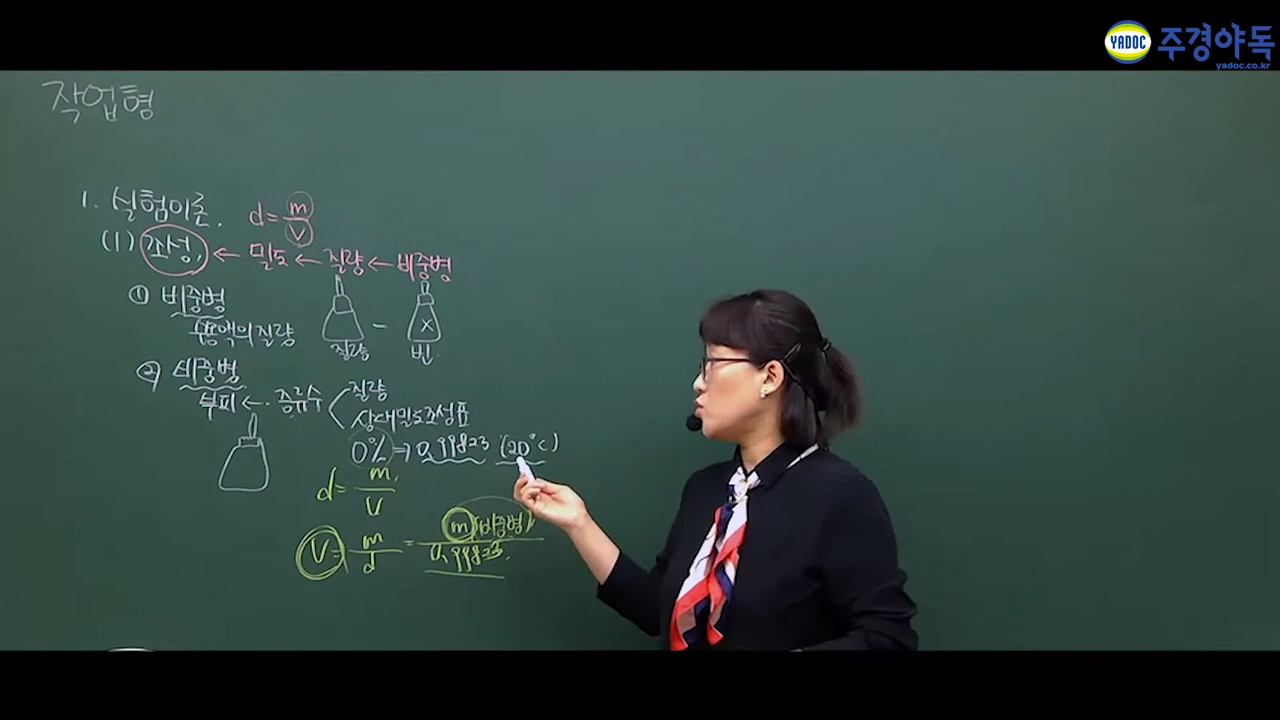 YADOC 주경야독
yadoc.co.kr
작업형
1. 실험이론.
d = m/V
(1) 조성. ← 밀도 ← 질량 ← 비중병
① 비중병
용액의 질량
질량 - 빈.
② 비중병
부피 ← 증류수 < 질량
상대밀도조성표
0% → 0.99823 (20°C)
d = m/V
V = m/d = m(비중병)/0.99823.